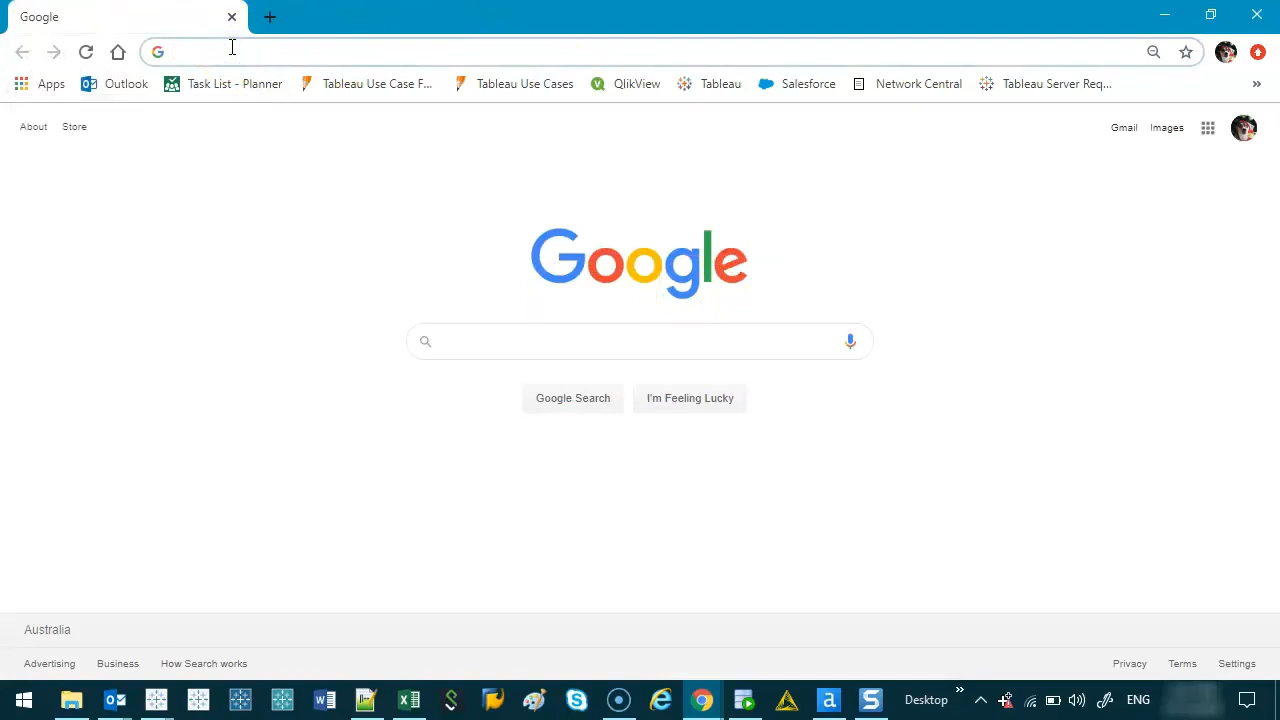 Google
Apps Outlook Task List - Planner Tableau Use Case F... Tableau Use Cases QlikView Tableau Salesforce Network Central Tableau Server Req... »
About Store Gmail Images
Google
Google Search I'm Feeling Lucky
Australia
Advertising Business How Search works Privacy Terms Settings
Desktop » ENG